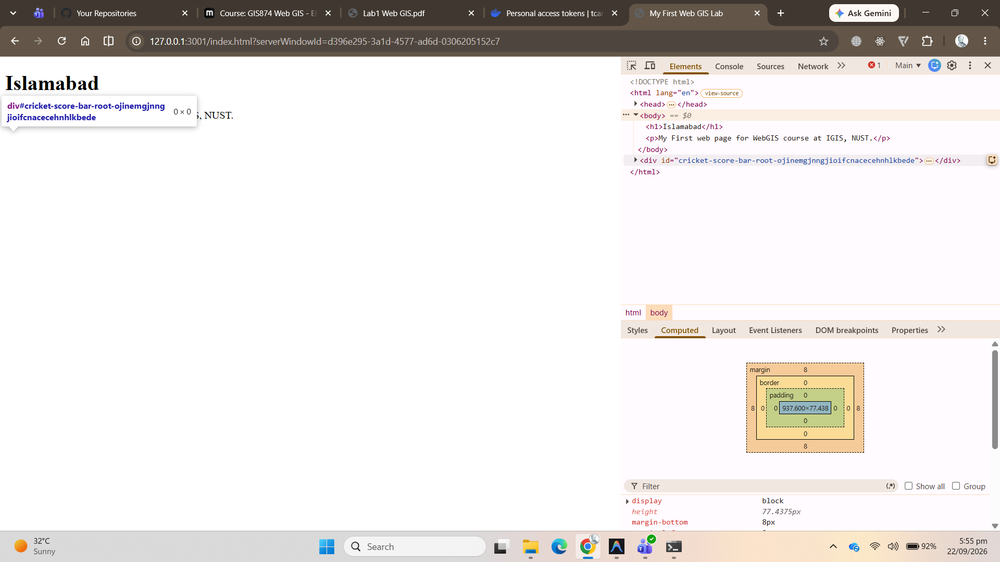 Your Repositories
Course: GIS874 Web GIS - El
Lab1 Web GIS.pdf
Personal access tokens | tcar
My First Web GIS Lab
Ask Gemini
127.0.0.1:3001/index.html?serverWindowId=d396e295-3a1d-4577-ad6d-0306205152c7
Islamabad
div#cricket-score-bar-root-ojinemgjnng
jioifcnacecehnhlkbede
0 × 0
S, NUST.
Elements
Console
Sources
Network
1
Main
<!DOCTYPE html>
<html lang="en"> view-source
<head> ••• </head>
••• <body> == $0
<h1>Islamabad</h1>
<p>My First web page for WebGIS course at IGIS, NUST.</p>
</body>
<div id="cricket-score-bar-root-ojinemgjnngjioifcnacecehnhlkbede"> ••• </div>
</html>
html
body
Styles
Computed
Layout
Event Listeners
DOM breakpoints
Properties
margin 8
border 0
padding 0
8 0 0 937.600×77.438 0 0 8
0
0
8
Filter
(.*)
Show all
Group
display block
height 77.4375px
margin-bottom 8px
32°C
Sunny
Search
92%
5:55 pm
22/09/2026